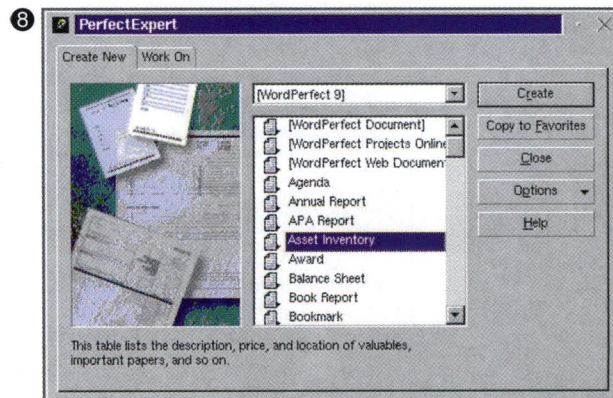 8
PerfectExpert
Create New Work On
[WordPerfect 9]
[WordPerfect Document]
[WordPerfect Projects Online
[WordPerfect Web Documen
Agenda
Annual Report
APA Report
Asset Inventory
Award
Balance Sheet
Book Report
Bookmark
Create
Copy to Favorites
Close
Options
Help
This table lists the description, price, and location of valuables,
important papers, and so on.